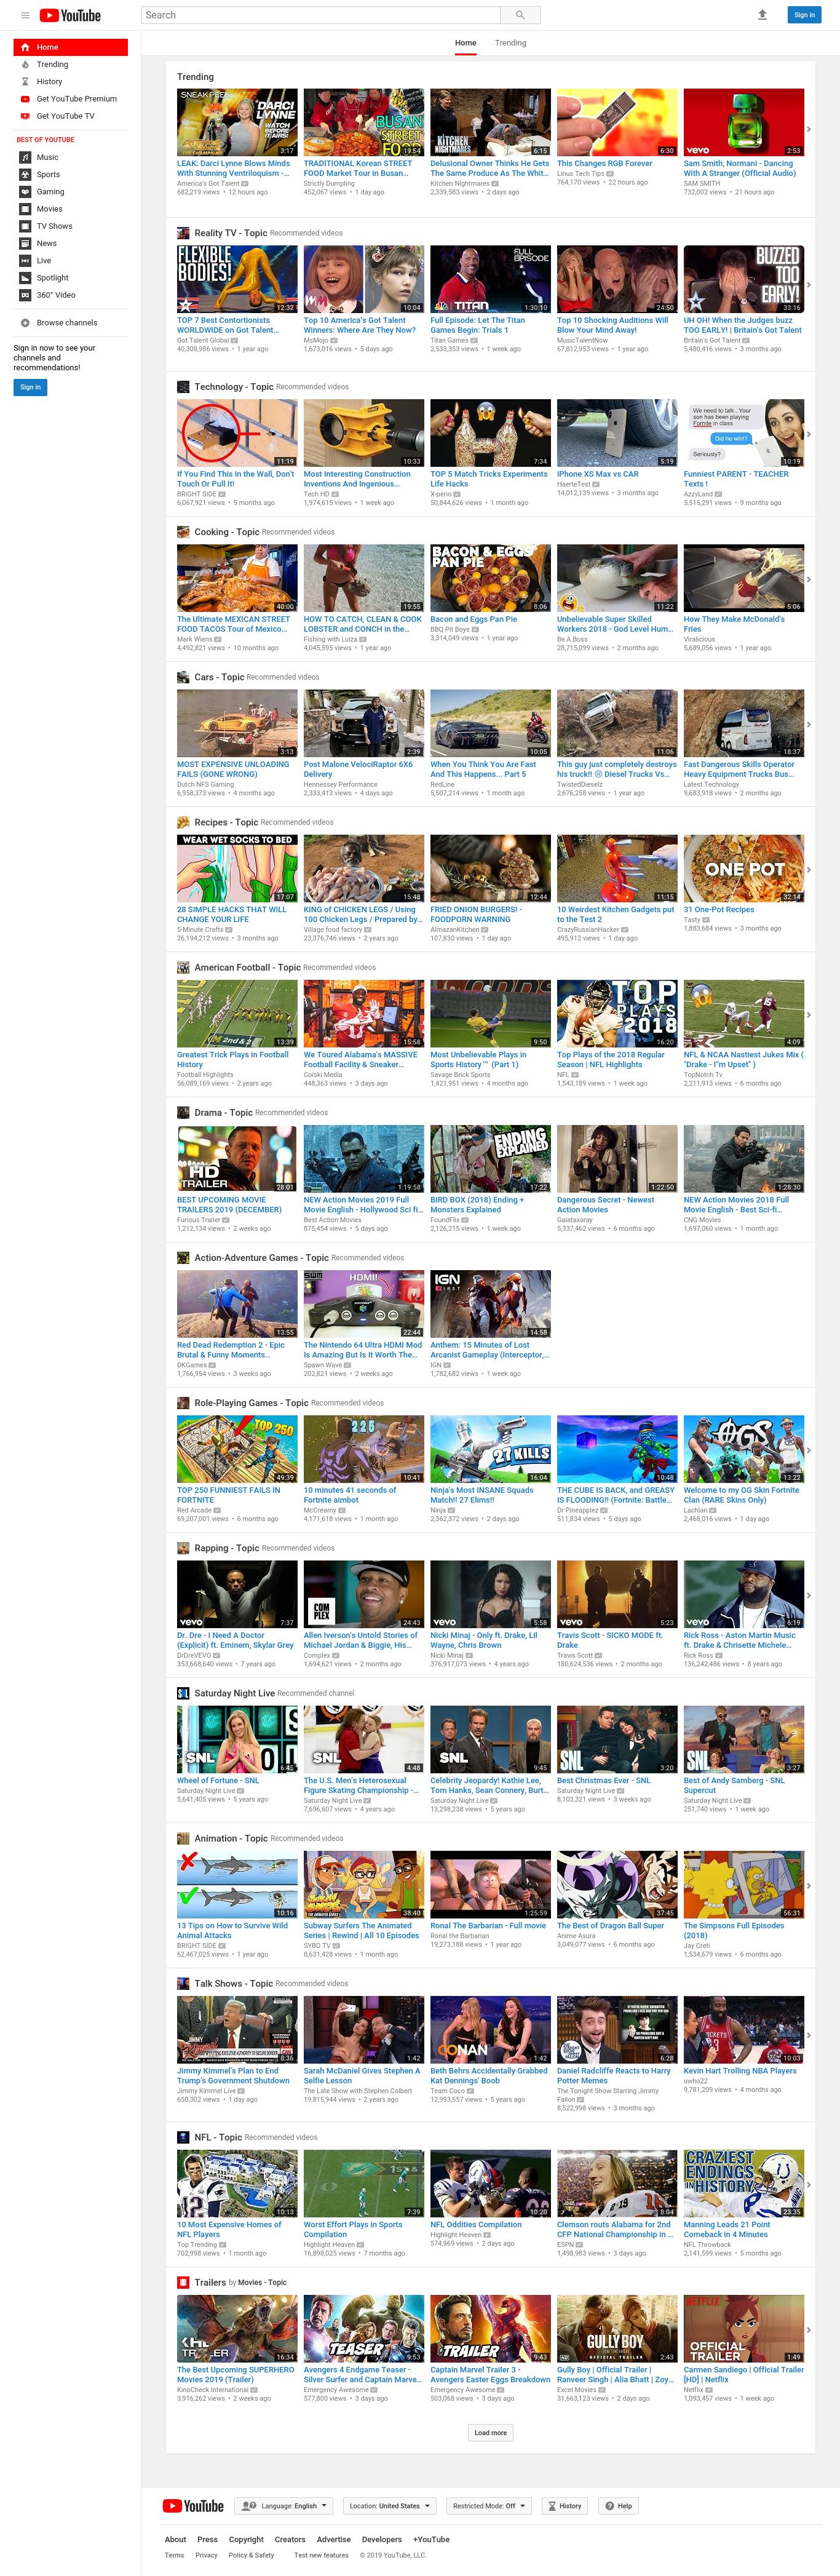 YouTube
Search
Sign in
Home
Trending
Home
Trending
History
Get YouTube Premium
Get YouTube TV
BEST OF YOUTUBE
Music
Sports
Gaming
Movies
TV Shows
News
Live
Spotlight
360° Video
Browse channels
Sign in now to see your
channels and
recommendations!
Sign in
Trending
LEAK: Darci Lynne Blows Minds
With Stunning Ventriloquism -...
America's Got Talent
682,219 views • 12 hours ago
TRADITIONAL Korean STREET
FOOD Market Tour in Busan...
Strictly Dumpling
452,067 views • 1 day ago
Delusional Owner Thinks He Gets
The Same Produce As The Whit...
Kitchen Nightmares
2,339,583 views • 2 days ago
This Changes RGB Forever
Linus Tech Tips
764,170 views • 22 hours ago
Sam Smith, Normani - Dancing
With A Stranger (Official Audio)
SAM SMITH
732,002 views • 21 hours ago
Reality TV - Topic Recommended videos
TOP 7 Best Contortionists
WORLDWIDE on Got Talent...
Got Talent Global
40,308,986 views • 1 year ago
Top 10 America's Got Talent
Winners: Where Are They Now?
MsMojo
1,673,016 views • 5 days ago
Full Episode: Let The Titan
Games Begin: Trials 1
Titan Games
2,533,353 views • 1 week ago
Top 10 Shocking Auditions Will
Blow Your Mind Away!
MusicTalentNow
67,812,953 views • 1 year ago
UH OH! When the Judges buzz
TOO EARLY! | Britain's Got Talent
Britain's Got Talent
5,480,416 views • 3 months ago
Technology - Topic Recommended videos
If You Find This In the Wall, Don't
Touch Or Pull It!
BRIGHT SIDE
6,067,921 views • 5 months ago
Most Interesting Construction
Inventions And Ingenious...
Tech HD
1,974,615 views • 1 week ago
TOP 5 Match Tricks Experiments
Life Hacks
X-perio
50,844,626 views • 1 month ago
iPhone XS Max vs CAR
HaerteTest
14,012,139 views • 3 months ago
Funniest PARENT - TEACHER
Texts !
AzzyLand
5,515,291 views • 9 months ago
Cooking - Topic Recommended videos
The Ultimate MEXICAN STREET
FOOD TACOS Tour of Mexico...
Mark Wiens
4,492,821 views • 10 months ago
HOW TO CATCH, CLEAN & COOK
LOBSTER and CONCH in the...
Fishing with Luiza
4,045,595 views • 1 year ago
Bacon and Eggs Pan Pie
BBQ Pit Boys
3,314,049 views • 1 year ago
Unbelievable Super Skilled
Workers 2018 - God Level Hum...
Be A Boss
28,715,099 views • 2 months ago
How They Make McDonald's
Fries
Viralicious
5,689,056 views • 1 year ago
Cars - Topic Recommended videos
MOST EXPENSIVE UNLOADING
FAILS (GONE WRONG)
Dutch NFS Gaming
6,958,373 views • 4 months ago
Post Malone VelociRaptor 6X6
Delivery
Hennessey Performance
2,333,413 views • 4 days ago
When You Think You Are Fast
And This Happens... Part 5
RedLine
5,507,214 views • 1 month ago
This guy just completely destroys
his truck!! 😢 Diesel Trucks Vs...
TwistedDieselz
2,676,258 views • 1 year ago
Fast Dangerous Skills Operator
Heavy Equipment Trucks Bus...
Latest Technology
9,683,918 views • 2 months ago
Recipes - Topic Recommended videos
28 SIMPLE HACKS THAT WILL
CHANGE YOUR LIFE
5-Minute Crafts
26,194,212 views • 3 months ago
KING of CHICKEN LEGS / Using
100 Chicken Legs / Prepared by...
Village food factory
23,376,746 views • 2 years ago
FRIED ONION BURGERS! -
FOODPORN WARNING
AlmazanKitchen
107,830 views • 1 day ago
10 Weirdest Kitchen Gadgets put
to the Test 2
CrazyRussianHacker
495,912 views • 1 day ago
31 One-Pot Recipes
Tasty
1,883,684 views • 3 months ago
American Football - Topic Recommended videos
Greatest Trick Plays in Football
History
Football Highlights
56,089,169 views • 2 years ago
We Toured Alabama's MASSIVE
Football Facility & Sneaker...
Coiski Media
448,363 views • 3 days ago
Most Unbelievable Plays in
Sports History™ (Part 1)
Savage Brick Sports
1,421,951 views • 4 months ago
Top Plays of the 2018 Regular
Season | NFL Highlights
NFL
1,543,189 views • 1 week ago
NFL & NCAA Nastiest Jukes Mix (
"Drake - I"m Upset" )
TopNotch Tv
2,211,913 views • 6 months ago
Drama - Topic Recommended videos
BEST UPCOMING MOVIE
TRAILERS 2019 (DECEMBER)
Furious Trailer
1,212,134 views • 2 weeks ago
NEW Action Movies 2019 Full
Movie English - Hollywood Sci fi...
Best Action Movies
875,454 views • 5 days ago
BIRD BOX (2018) Ending +
Monsters Explained
FoundFlix
2,126,215 views • 1 week ago
Dangerous Secret - Newest
Action Movies
Galataxaray
5,337,462 views • 6 months ago
NEW Action Movies 2018 Full
Movie English - Best Sci-fi...
CNG Movies
1,697,060 views • 1 month ago
Action-Adventure Games - Topic Recommended videos
Red Dead Redemption 2 - Epic
Brutal & Funny Moments...
DKGames
1,766,954 views • 3 weeks ago
The Nintendo 64 Ultra HDMI Mod
Is Amazing But Is It Worth The...
Spawn Wave
202,821 views • 2 weeks ago
Anthem: 15 Minutes of Lost
Arcanist Gameplay (Interceptor,...
IGN
1,782,682 views • 1 week ago
Role-Playing Games - Topic Recommended videos
TOP 250 FUNNIEST FAILS IN
FORTNITE
Red Arcade
69,207,001 views • 6 months ago
10 minutes 41 seconds of
Fortnite aimbot
McCreamy
4,171,618 views • 1 month ago
Ninja's Most INSANE Squads
Match!! 27 Elims!!
Ninja
2,362,372 views • 2 days ago
THE CUBE IS BACK, and GREASY
IS FLOODING!! (Fortnite: Battle...
Dr Pineapplez
511,834 views • 5 days ago
Welcome to my OG Skin Fortnite
Clan (RARE Skins Only)
Lachlan
2,468,016 views • 1 day ago
Rapping - Topic Recommended videos
Dr. Dre - I Need A Doctor
(Explicit) ft. Eminem, Skylar Grey
DrDreVEVO
353,668,640 views • 7 years ago
Allen Iverson's Untold Stories of
Michael Jordan & Biggie, His...
Complex
1,694,621 views • 2 months ago
Nicki Minaj - Only ft. Drake, Lil
Wayne, Chris Brown
Nicki Minaj
376,917,073 views • 4 years ago
Travis Scott - SICKO MODE ft.
Drake
Travis Scott
180,624,536 views • 2 months ago
Rick Ross - Aston Martin Music
ft. Drake & Chrisette Michele...
Rick Ross
136,242,486 views • 8 years ago
Saturday Night Live Recommended channel
Wheel of Fortune - SNL
Saturday Night Live
5,641,405 views • 5 years ago
The U.S. Men's Heterosexual
Figure Skating Championship -...
Saturday Night Live
7,696,607 views • 4 years ago
Celebrity Jeopardy! Kathie Lee,
Tom Hanks, Sean Connery, Burt...
Saturday Night Live
13,298,238 views • 5 years ago
Best Christmas Ever - SNL
Saturday Night Live
8,103,321 views • 3 weeks ago
Best of Andy Samberg - SNL
Supercut
Saturday Night Live
251,740 views • 1 week ago
Animation - Topic Recommended videos
13 Tips on How to Survive Wild
Animal Attacks
BRIGHT SIDE
62,467,025 views • 1 year ago
Subway Surfers The Animated
Series | Rewind | All 10 Episodes
SYBO TV
8,631,428 views • 1 month ago
Ronal The Barbarian - Full movie
Ronal the Barbarian
19,273,188 views • 1 year ago
The Best of Dragon Ball Super
Anime Asura
3,049,077 views • 6 months ago
The Simpsons Full Episodes
(2018)
Jay Creti
1,534,679 views • 6 months ago
Talk Shows - Topic Recommended videos
Jimmy Kimmel's Plan to End
Trump's Government Shutdown
Jimmy Kimmel Live
650,302 views • 1 day ago
Sarah McDaniel Gives Stephen A
Selfie Lesson
The Late Show with Stephen Colbert
19,815,944 views • 2 years ago
Beth Behrs Accidentally Grabbed
Kat Dennings' Boob
Team Coco
12,993,557 views • 5 years ago
Daniel Radcliffe Reacts to Harry
Potter Memes
The Tonight Show Starring Jimmy
Fallon
8,522,998 views • 3 months ago
Kevin Hart Trolling NBA Players
uwho22
9,781,209 views • 4 months ago
NFL - Topic Recommended videos
10 Most Expensive Homes of
NFL Players
Top Trending
702,998 views • 1 month ago
Worst Effort Plays in Sports
Compilation
Highlight Heaven
16,898,025 views • 7 months ago
NFL Oddities Compilation
Highlight Heaven
574,969 views • 2 days ago
Clemson routs Alabama for 2nd
CFP National Championship in ...
ESPN
1,498,983 views • 3 days ago
Manning Leads 21 Point
Comeback in 4 Minutes
NFL Throwback
2,141,599 views • 5 months ago
Trailers by Movies - Topic
The Best Upcoming SUPERHERO
Movies 2019 (Trailer)
KinoCheck International
3,916,262 views • 2 weeks ago
Avengers 4 Endgame Teaser -
Silver Surfer and Captain Marve...
Emergency Awesome
577,800 views • 3 days ago
Captain Marvel Trailer 3 -
Avengers Easter Eggs Breakdown
Emergency Awesome
503,068 views • 3 days ago
Gully Boy | Official Trailer |
Ranveer Singh | Alia Bhatt | Zoy...
Excel Movies
31,663,123 views • 2 days ago
Carmen Sandiego | Official Trailer
[HD] | Netflix
Netflix
1,093,457 views • 1 week ago
Load more
YouTube
Language: English
Location: United States
Restricted Mode: Off
History
Help
About Press Copyright Creators Advertise Developers +YouTube
Terms Privacy Policy & Safety Test new features © 2019 YouTube, LLC